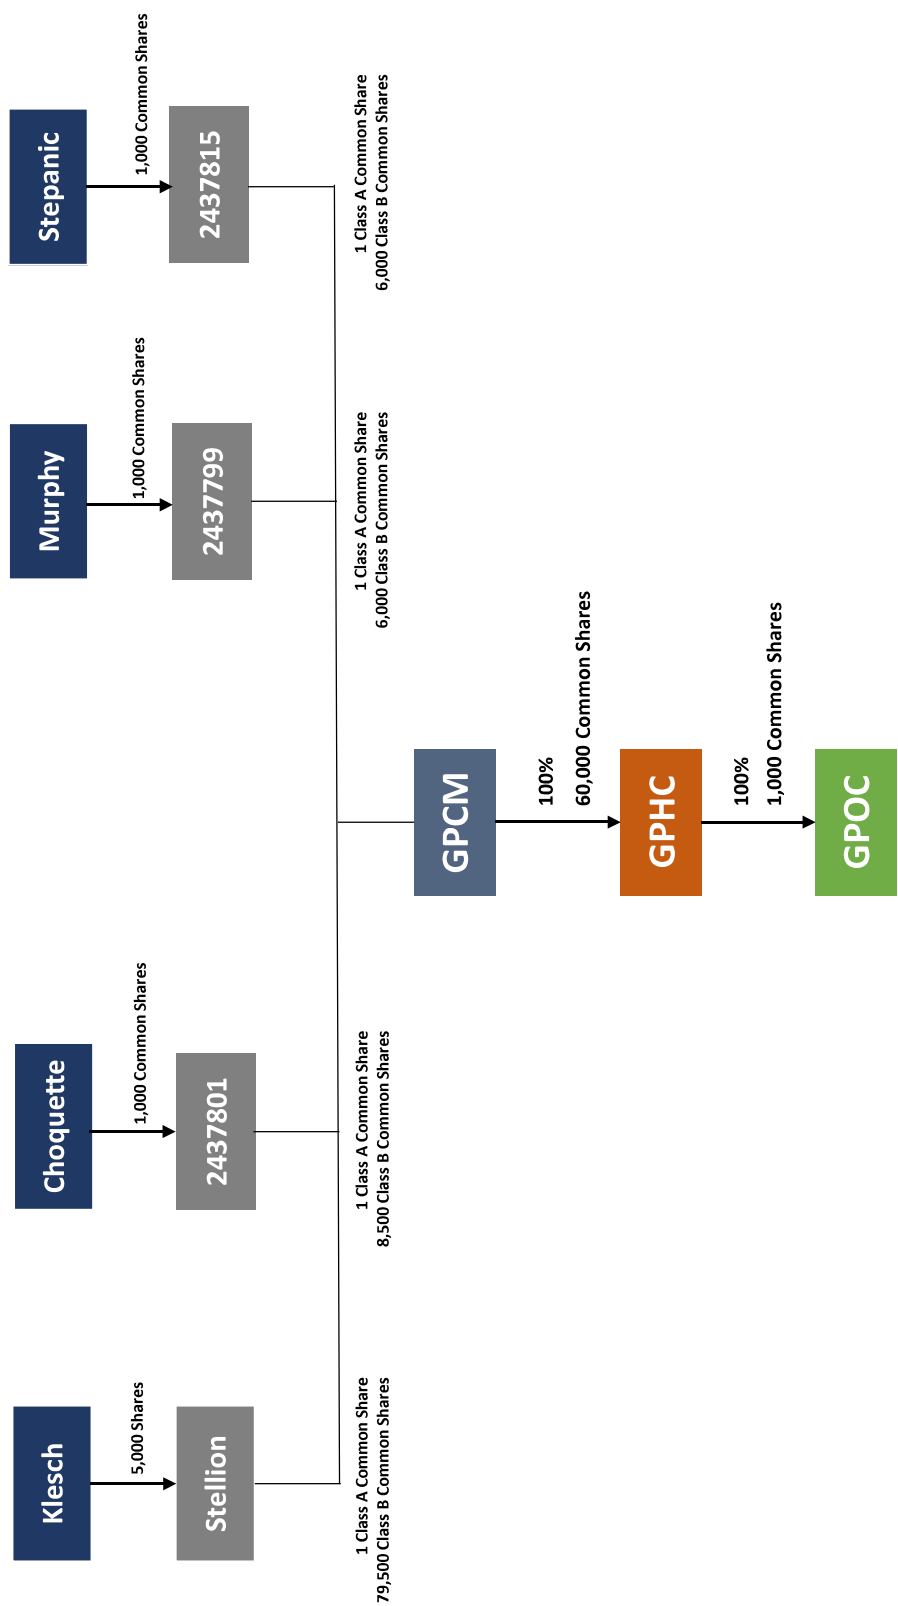 Klesch
Choquette
Murphy
Stepanic
5,000 Shares
1,000 Common Shares
1,000 Common Shares
1,000 Common Shares
Stellion
2437801
2437799
2437815
1 Class A Common Share
79,500 Class B Common Shares
1 Class A Common Share
8,500 Class B Common Shares
1 Class A Common Share
6,000 Class B Common Shares
1 Class A Common Share
6,000 Class B Common Shares
GPCM
100%
60,000 Common Shares
GPHC
100%
1,000 Common Shares
GPOC